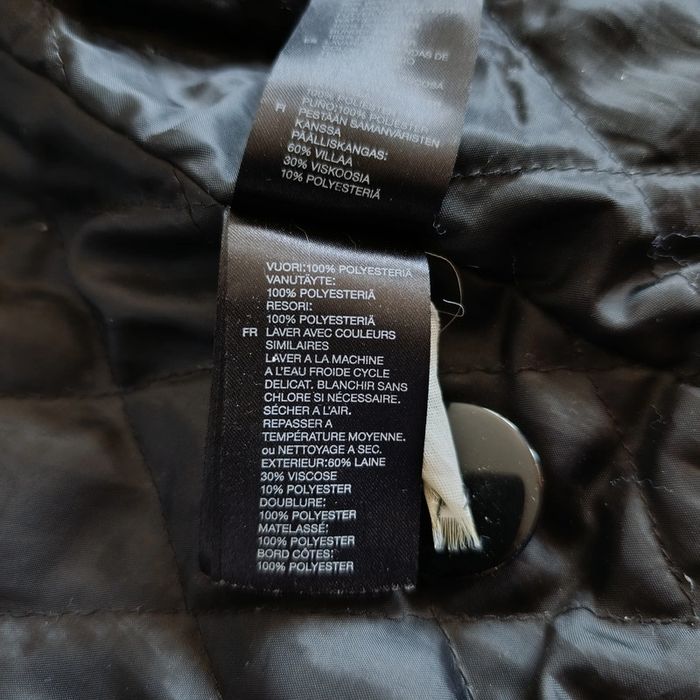 100% POLIESTER
PUNO:100% POLIESTER
FI PESTÄÄN SAMANVÄRISTEN
KANSSA
PÄÄLLISKANGAS:
60% VILLAA
30% VISKOOSIA
10% POLYESTERIÄ
VUORI:100% POLYESTERIÄ
VANUTÄYTE:
100% POLYESTERIÄ
RESORI:
100% POLYESTERIÄ
FR LAVER AVEC COULEURS
SIMILAIRES
LAVER A LA MACHINE
A L'EAU FROIDE CYCLE
DELICAT. BLANCHIR SANS
CHLORE SI NÉCESSAIRE.
SÉCHER A L'AIR.
REPASSER A
TEMPÉRATURE MOYENNE.
ou NETTOYAGE A SEC.
EXTERIEUR:60% LAINE
30% VISCOSE
10% POLYESTER
DOUBLURE:
100% POLYESTER
MATELASSÉ:
100% POLYESTER
BORD CÔTES:
100% POLYESTER